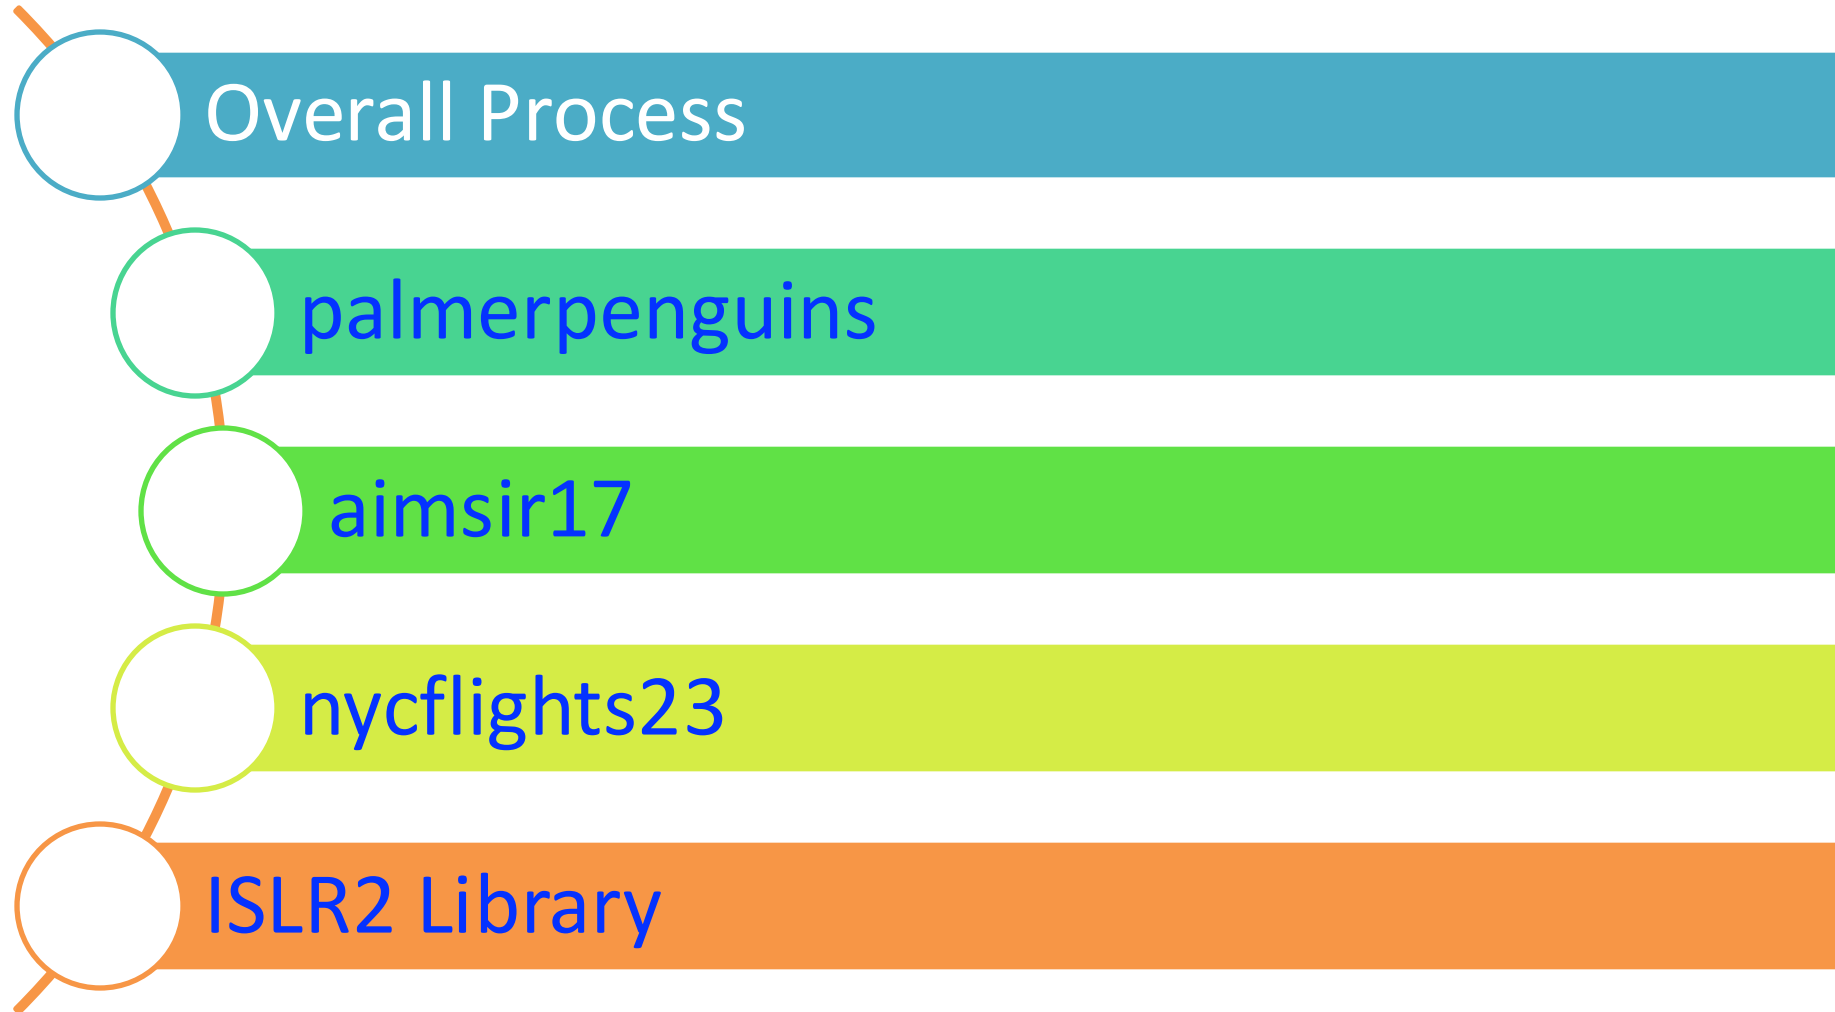 Overall Process
palmerpenguins
aimsir17
nycflights23
ISLR2 Library